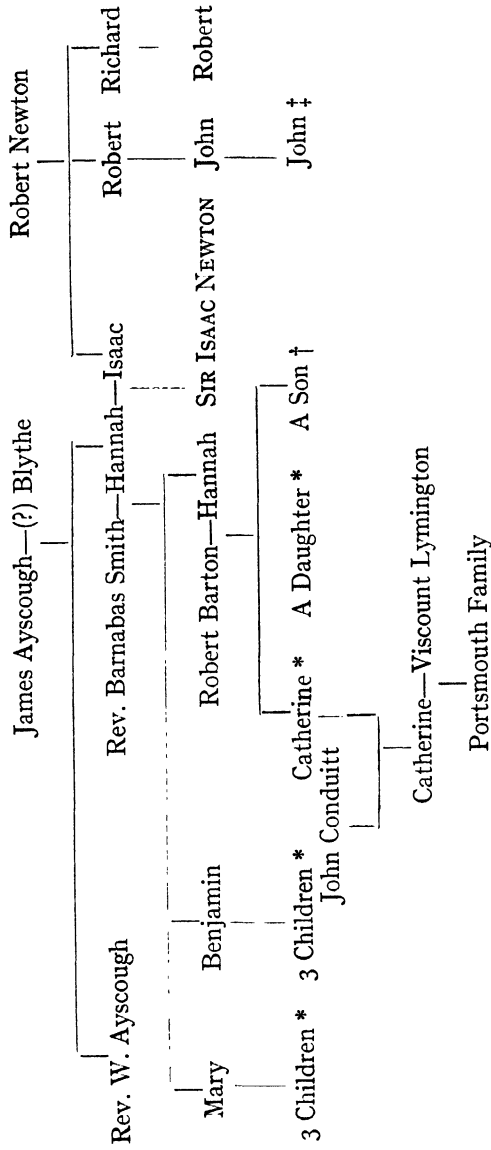 James Ayscough—(?) Blythe Robert Newton
Rev. W. Ayscough Rev. Barnabas Smith—Hannah—Isaac Robert Richard
Mary Benjamin Robert Barton—Hannah SIR ISAAC NEWTON John Robert
3 Children * 3 Children * Catherine * A Daughter * A Son † John ‡
John Conduitt
Catherine—Viscount Lymington
Portsmouth Family